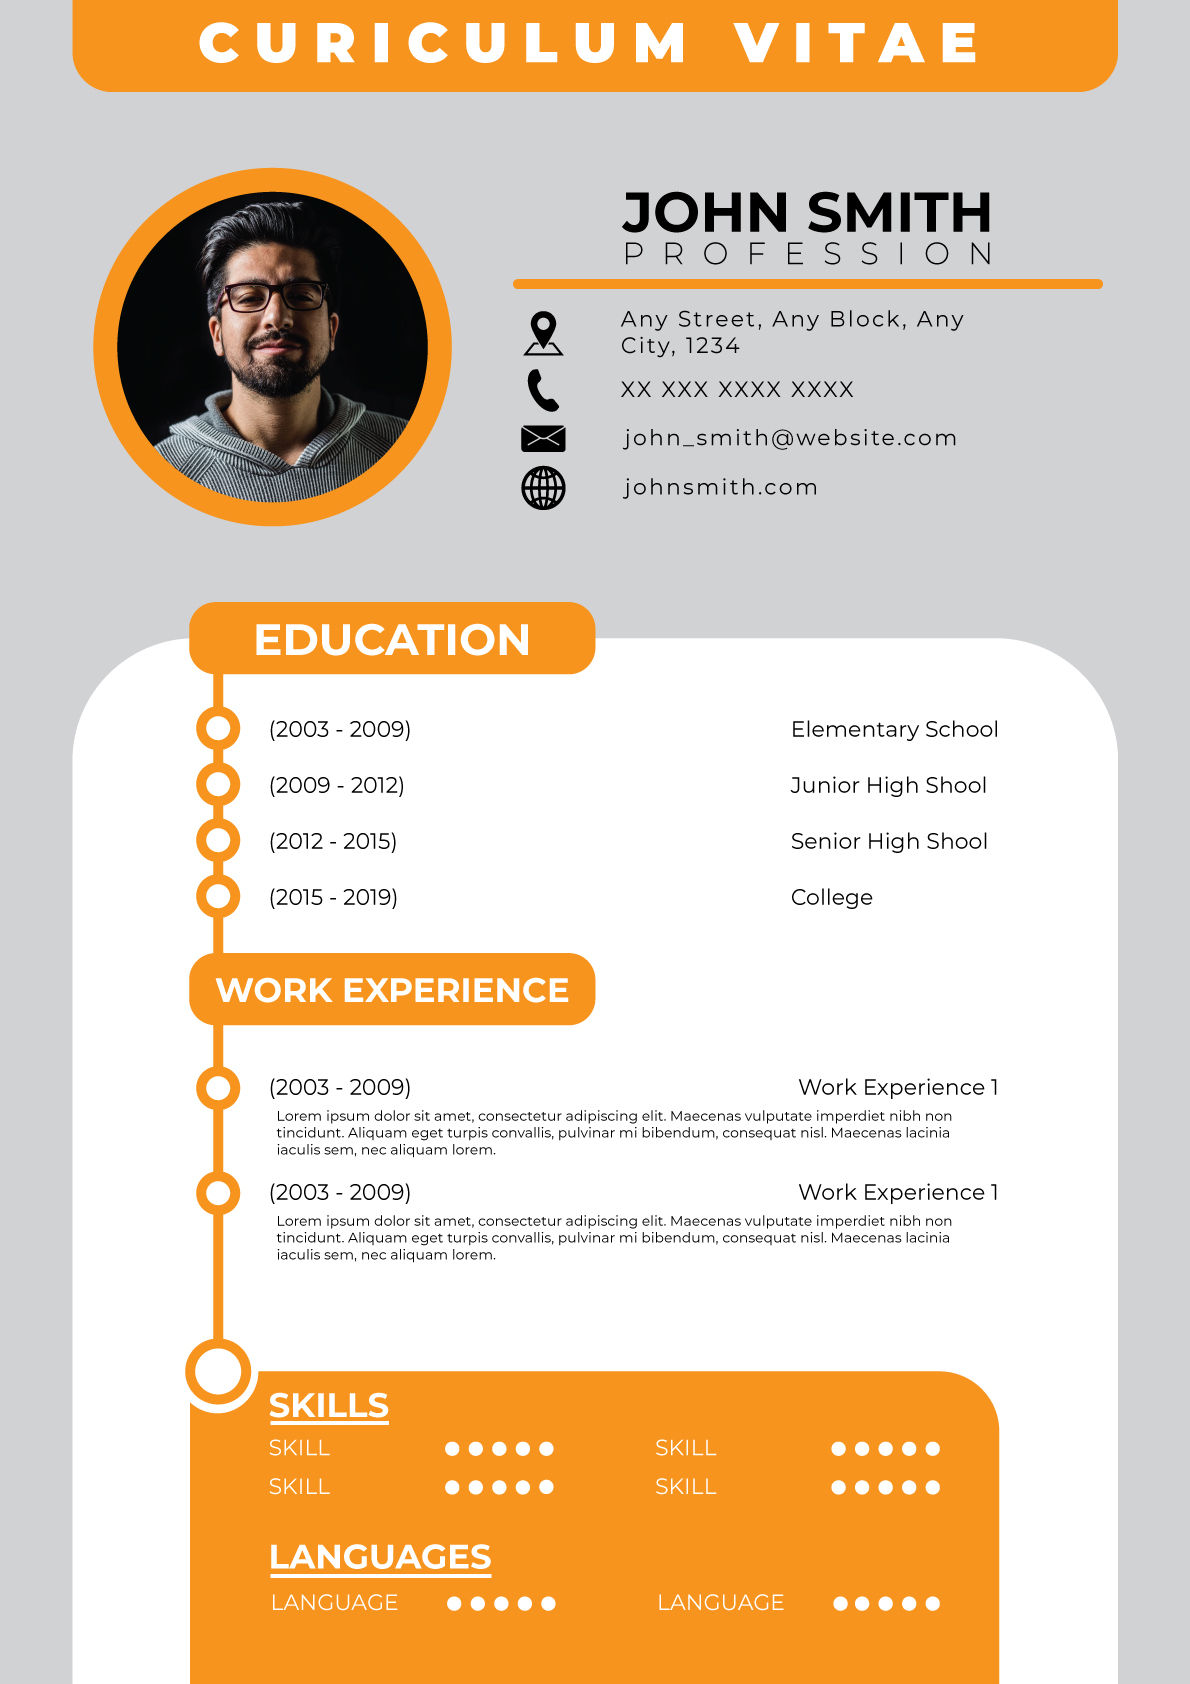 CURICULUM VITAE
JOHN SMITH
PROFESSION
Any Street, Any Block, Any
City, 1234
XX XXX XXXX XXXX
john_smith@website.com
johnsmith.com
EDUCATION
(2003 - 2009) Elementary School
(2009 - 2012) Junior High Shool
(2012 - 2015) Senior High Shool
(2015 - 2019) College
WORK EXPERIENCE
(2003 - 2009) Work Experience 1
Lorem ipsum dolor sit amet, consectetur adipiscing elit. Maecenas vulputate imperdiet nibh non
tincidunt. Aliquam eget turpis convallis, pulvinar mi bibendum, consequat nisl. Maecenas lacinia
iaculis sem, nec aliquam lorem.
(2003 - 2009) Work Experience 1
Lorem ipsum dolor sit amet, consectetur adipiscing elit. Maecenas vulputate imperdiet nibh non
tincidunt. Aliquam eget turpis convallis, pulvinar mi bibendum, consequat nisl. Maecenas lacinia
iaculis sem, nec aliquam lorem.
SKILLS
SKILL SKILL
SKILL SKILL
LANGUAGES
LANGUAGE LANGUAGE